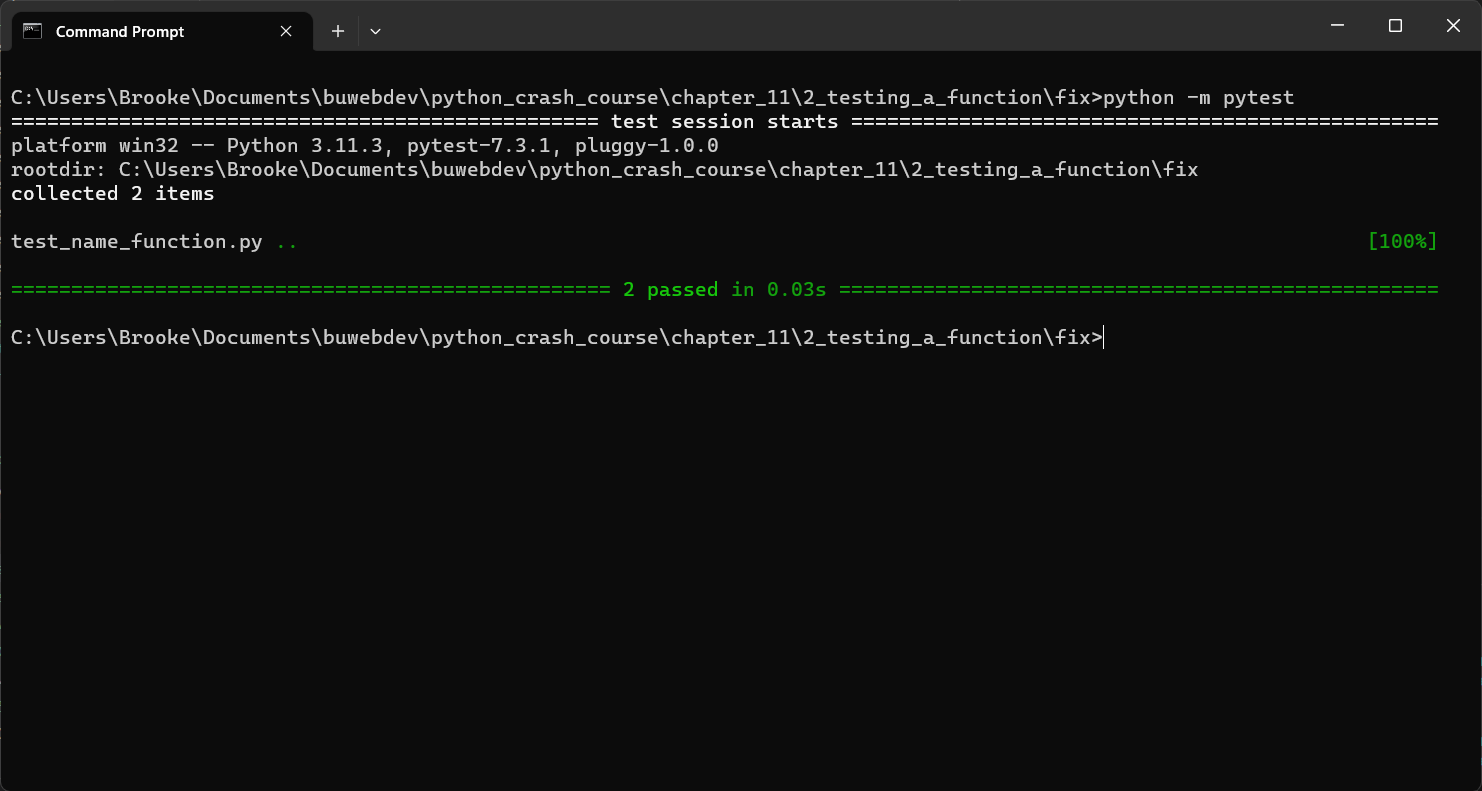 Command Prompt
C:\Users\Brooke\Documents\buwebdev\python_crash_course\chapter_11\2_testing_a_function\fix>python -m pytest
================================================= test session starts =================================================
platform win32 -- Python 3.11.3, pytest-7.3.1, pluggy-1.0.0
rootdir: C:\Users\Brooke\Documents\buwebdev\python_crash_course\chapter_11\2_testing_a_function\fix
collected 2 items
test_name_function.py .. [100%]
================================================== 2 passed in 0.03s ==================================================
C:\Users\Brooke\Documents\buwebdev\python_crash_course\chapter_11\2_testing_a_function\fix>